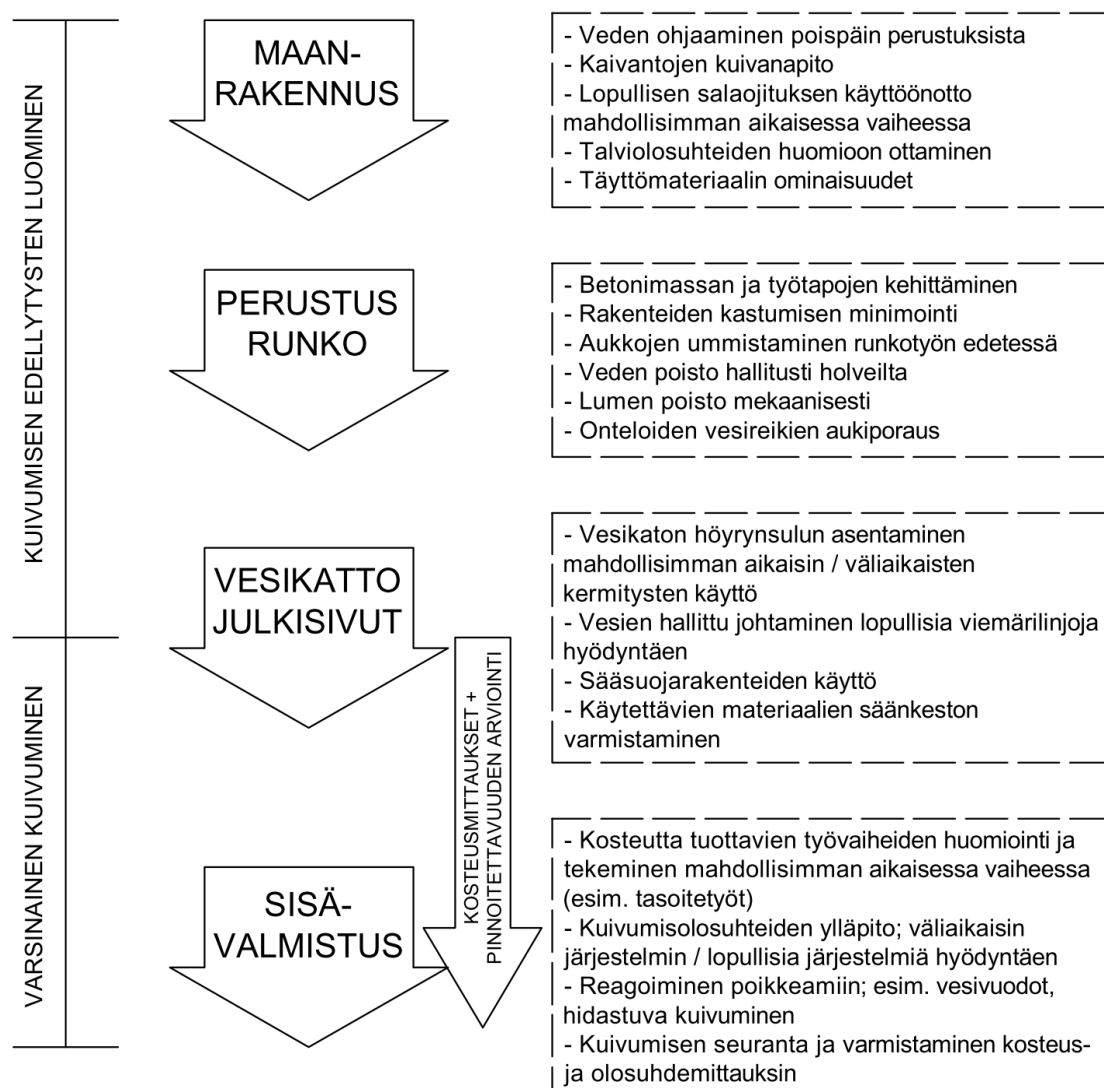 KUIVUMISEN EDELLYTYSTEN LUOMINEN
MAAN-
RAKENNUS
- Veden ohjaaminen poispäin perustuksista
- Kaivantojen kuivanapito
- Lopullisen salaojituksen käyttöönotto
mahdollisimman aikaisessa vaiheessa
- Talviolosuhteiden huomioon ottaminen
- Täyttömateriaalin ominaisuudet
PERUSTUS
RUNKO
- Betonimassan ja työtapojen kehittäminen
- Rakenteiden kastumisen minimointi
- Aukkojen ummistaminen runkotyön edetessä
- Veden poisto hallitusti holveilta
- Lumen poisto mekaanisesti
- Onteloiden vesireikien aukiporaus
VESIKATTO
JULKISIVUT
- Vesikaton höyrynsulun asentaminen
mahdollisimman aikaisin / väliaikaisten
kermitysten käyttö
- Vesien hallittu johtaminen lopullisia viemärilinjoja
hyödyntäen
- Sääsuojarakenteiden käyttö
- Käytettävien materiaalien säänkeston
varmistaminen
VARSINAINEN KUIVUMINEN
KOSTEUSMITTAUKSET +
PINNOITETTAVUUDEN ARVIOINTI
SISÄ-
VALMISTUS
- Kosteutta tuottavien työvaiheiden huomiointi ja
tekeminen mahdollisimman aikaisessa vaiheessa
(esim. tasoitetyöt)
- Kuivumisolosuhteiden ylläpito; väliaikaisin
järjestelmin / lopullisia järjestelmiä hyödyntäen
- Reagoiminen poikkeamiin; esim. vesivuodot,
hidastuva kuivuminen
- Kuivumisen seuranta ja varmistaminen kosteus-
ja olosuhdemittauksin